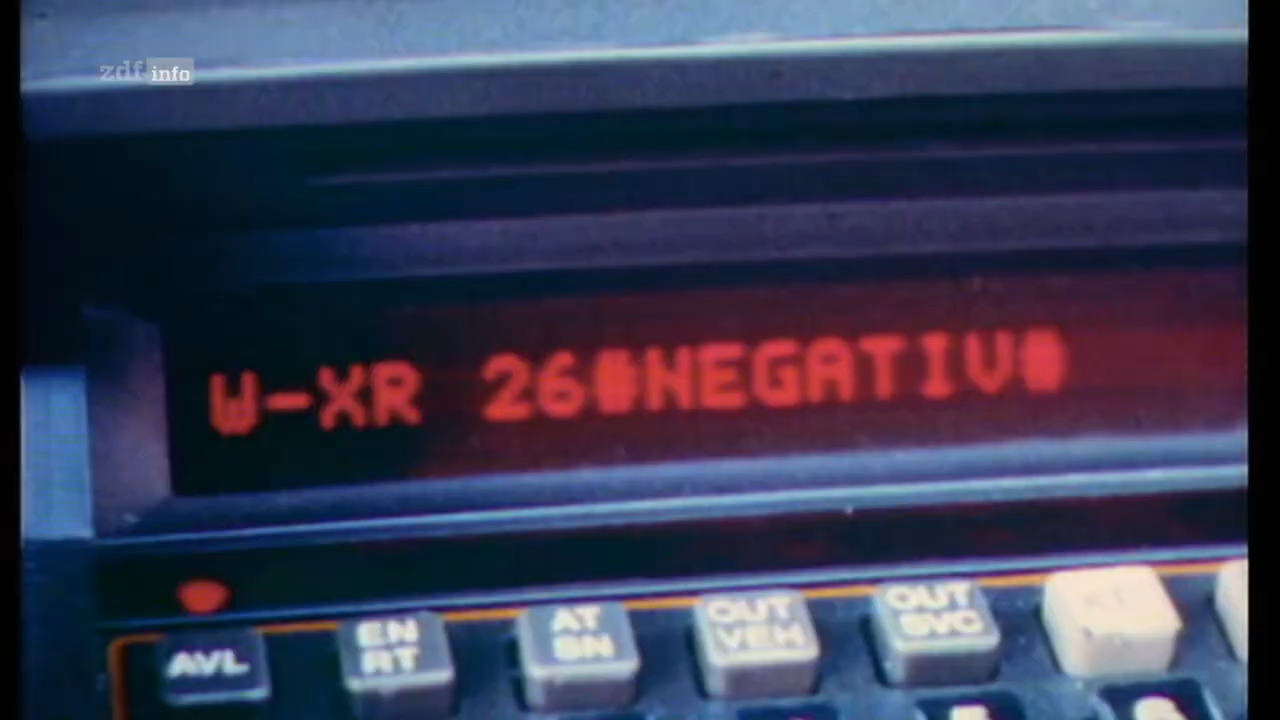 zdf.info
W-XR 26#NEGATIV#
AVL
EN
RT
AT
SN
OUT
VEH
OUT
SVC